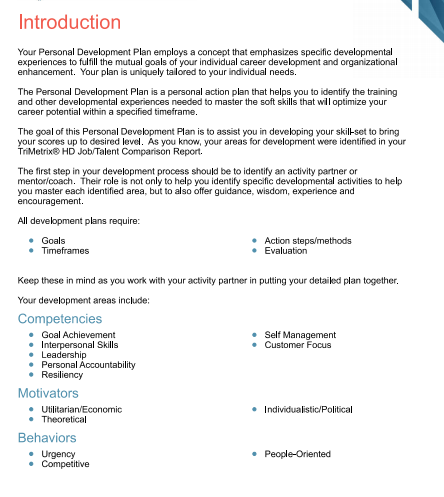 Introduction
Your Personal Development Plan employs a concept that emphasizes specific developmental
experiences to fulfill the mutual goals of your individual career development and organizational
enhancement. Your plan is uniquely tailored to your individual needs.
The Personal Development Plan is a personal action plan that helps you to identify the training
and other developmental experiences needed to master the soft skills that will optimize your
career potential within a specified timeframe.
The goal of this Personal Development Plan is to assist you in developing your skill-set to bring
your scores up to desired level. As you know, your areas for development were identified in your
TriMetrix® HD Job/Talent Comparison Report.
The first step in your development process should be to identify an activity partner or
mentor/coach. Their role is not only to help you identify specific developmental activities to help
you master each identified area, but to also offer guidance, wisdom, experience and
encouragement.
All development plans require:
• Goals
• Timeframes
• Action steps/methods
• Evaluation
Keep these in mind as you work with your activity partner in putting your detailed plan together.
Your development areas include:
Competencies
• Goal Achievement
• Interpersonal Skills
• Leadership
• Personal Accountability
• Resiliency
• Self Management
• Customer Focus
Motivators
• Utilitarian/Economic
• Theoretical
• Individualistic/Political
Behaviors
• Urgency
• Competitive
• People-Oriented